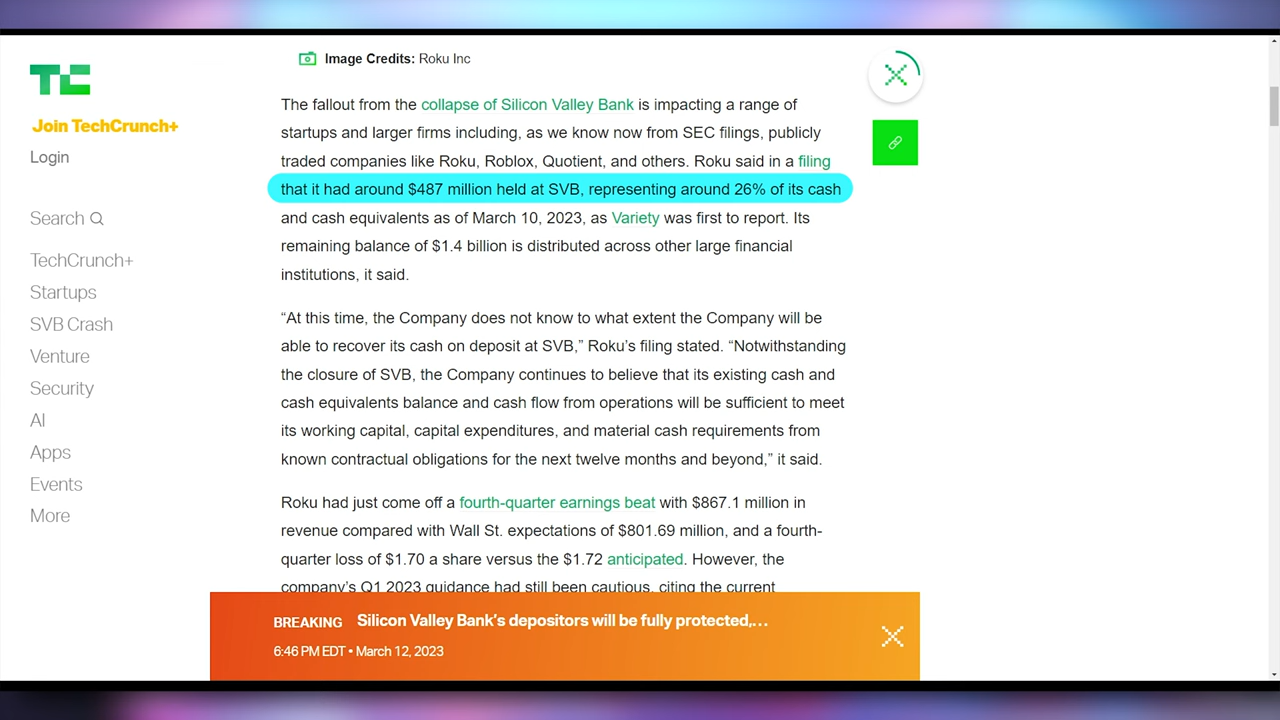 TC
Join TechCrunch+
Login
Search
TechCrunch+
Startups
SVB Crash
Venture
Security
AI
Apps
Events
More
Image Credits: Roku Inc
The fallout from the collapse of Silicon Valley Bank is impacting a range of
startups and larger firms including, as we know now from SEC filings, publicly
traded companies like Roku, Roblox, Quotient, and others. Roku said in a filing
that it had around $487 million held at SVB, representing around 26% of its cash
and cash equivalents as of March 10, 2023, as Variety was first to report. Its
remaining balance of $1.4 billion is distributed across other large financial
institutions, it said.
“At this time, the Company does not know to what extent the Company will be
able to recover its cash on deposit at SVB,” Roku’s filing stated. “Notwithstanding
the closure of SVB, the Company continues to believe that its existing cash and
cash equivalents balance and cash flow from operations will be sufficient to meet
its working capital, capital expenditures, and material cash requirements from
known contractual obligations for the next twelve months and beyond,” it said.
Roku had just come off a fourth-quarter earnings beat with $867.1 million in
revenue compared with Wall St. expectations of $801.69 million, and a fourth-
quarter loss of $1.70 a share versus the $1.72 anticipated. However, the
company’s Q1 2023 guidance had still been cautious, citing the current
BREAKING Silicon Valley Bank’s depositors will be fully protected,…
6:46 PM EDT • March 12, 2023